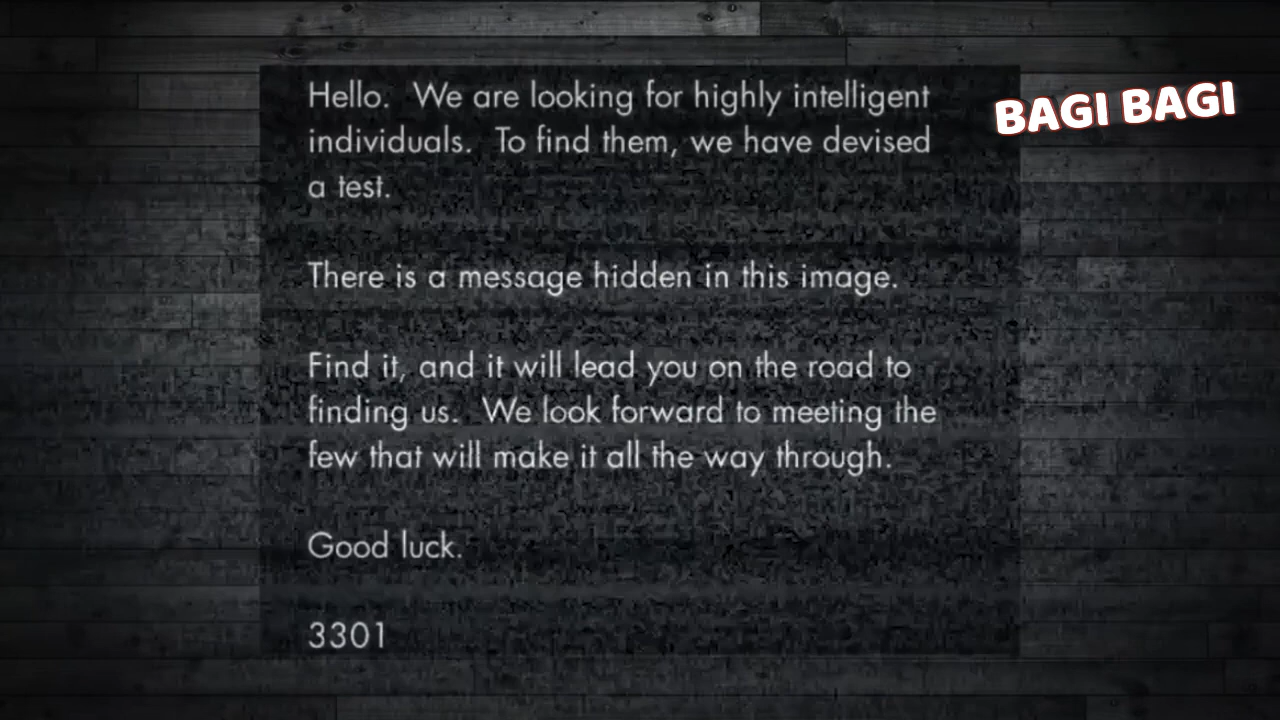 Hello.  We are looking for highly intelligent
individuals.  To find them, we have devised
a test.
There is a message hidden in this image.
Find it, and it will lead you on the road to
finding us.  We look forward to meeting the
few that will make it all the way through.
Good luck.
3301
BAGI BAGI